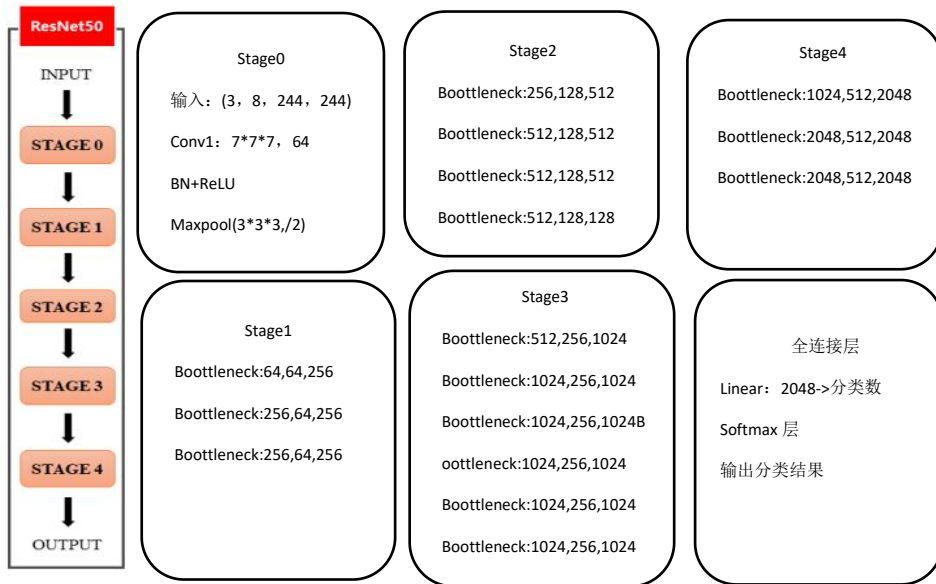 ResNet50
INPUT
STAGE 0
STAGE 1
STAGE 2
STAGE 3
STAGE 4
OUTPUT
Stage0
输入：(3，8，244，244)
Conv1：7*7*7，64
BN+ReLU
Maxpool(3*3*3,/2)
Stage1
Boottleneck:64,64,256
Boottleneck:256,64,256
Boottleneck:256,64,256
Stage2
Boottleneck:256,128,512
Boottleneck:512,128,512
Boottleneck:512,128,512
Boottleneck:512,128,128
Stage3
Boottleneck:512,256,1024
Boottleneck:1024,256,1024
Boottleneck:1024,256,1024B
oottleneck:1024,256,1024
Boottleneck:1024,256,1024
Boottleneck:1024,256,1024
Stage4
Boottleneck:1024,512,2048
Boottleneck:2048,512,2048
Boottleneck:2048,512,2048
全连接层
Linear：2048->分类数
Softmax 层
输出分类结果